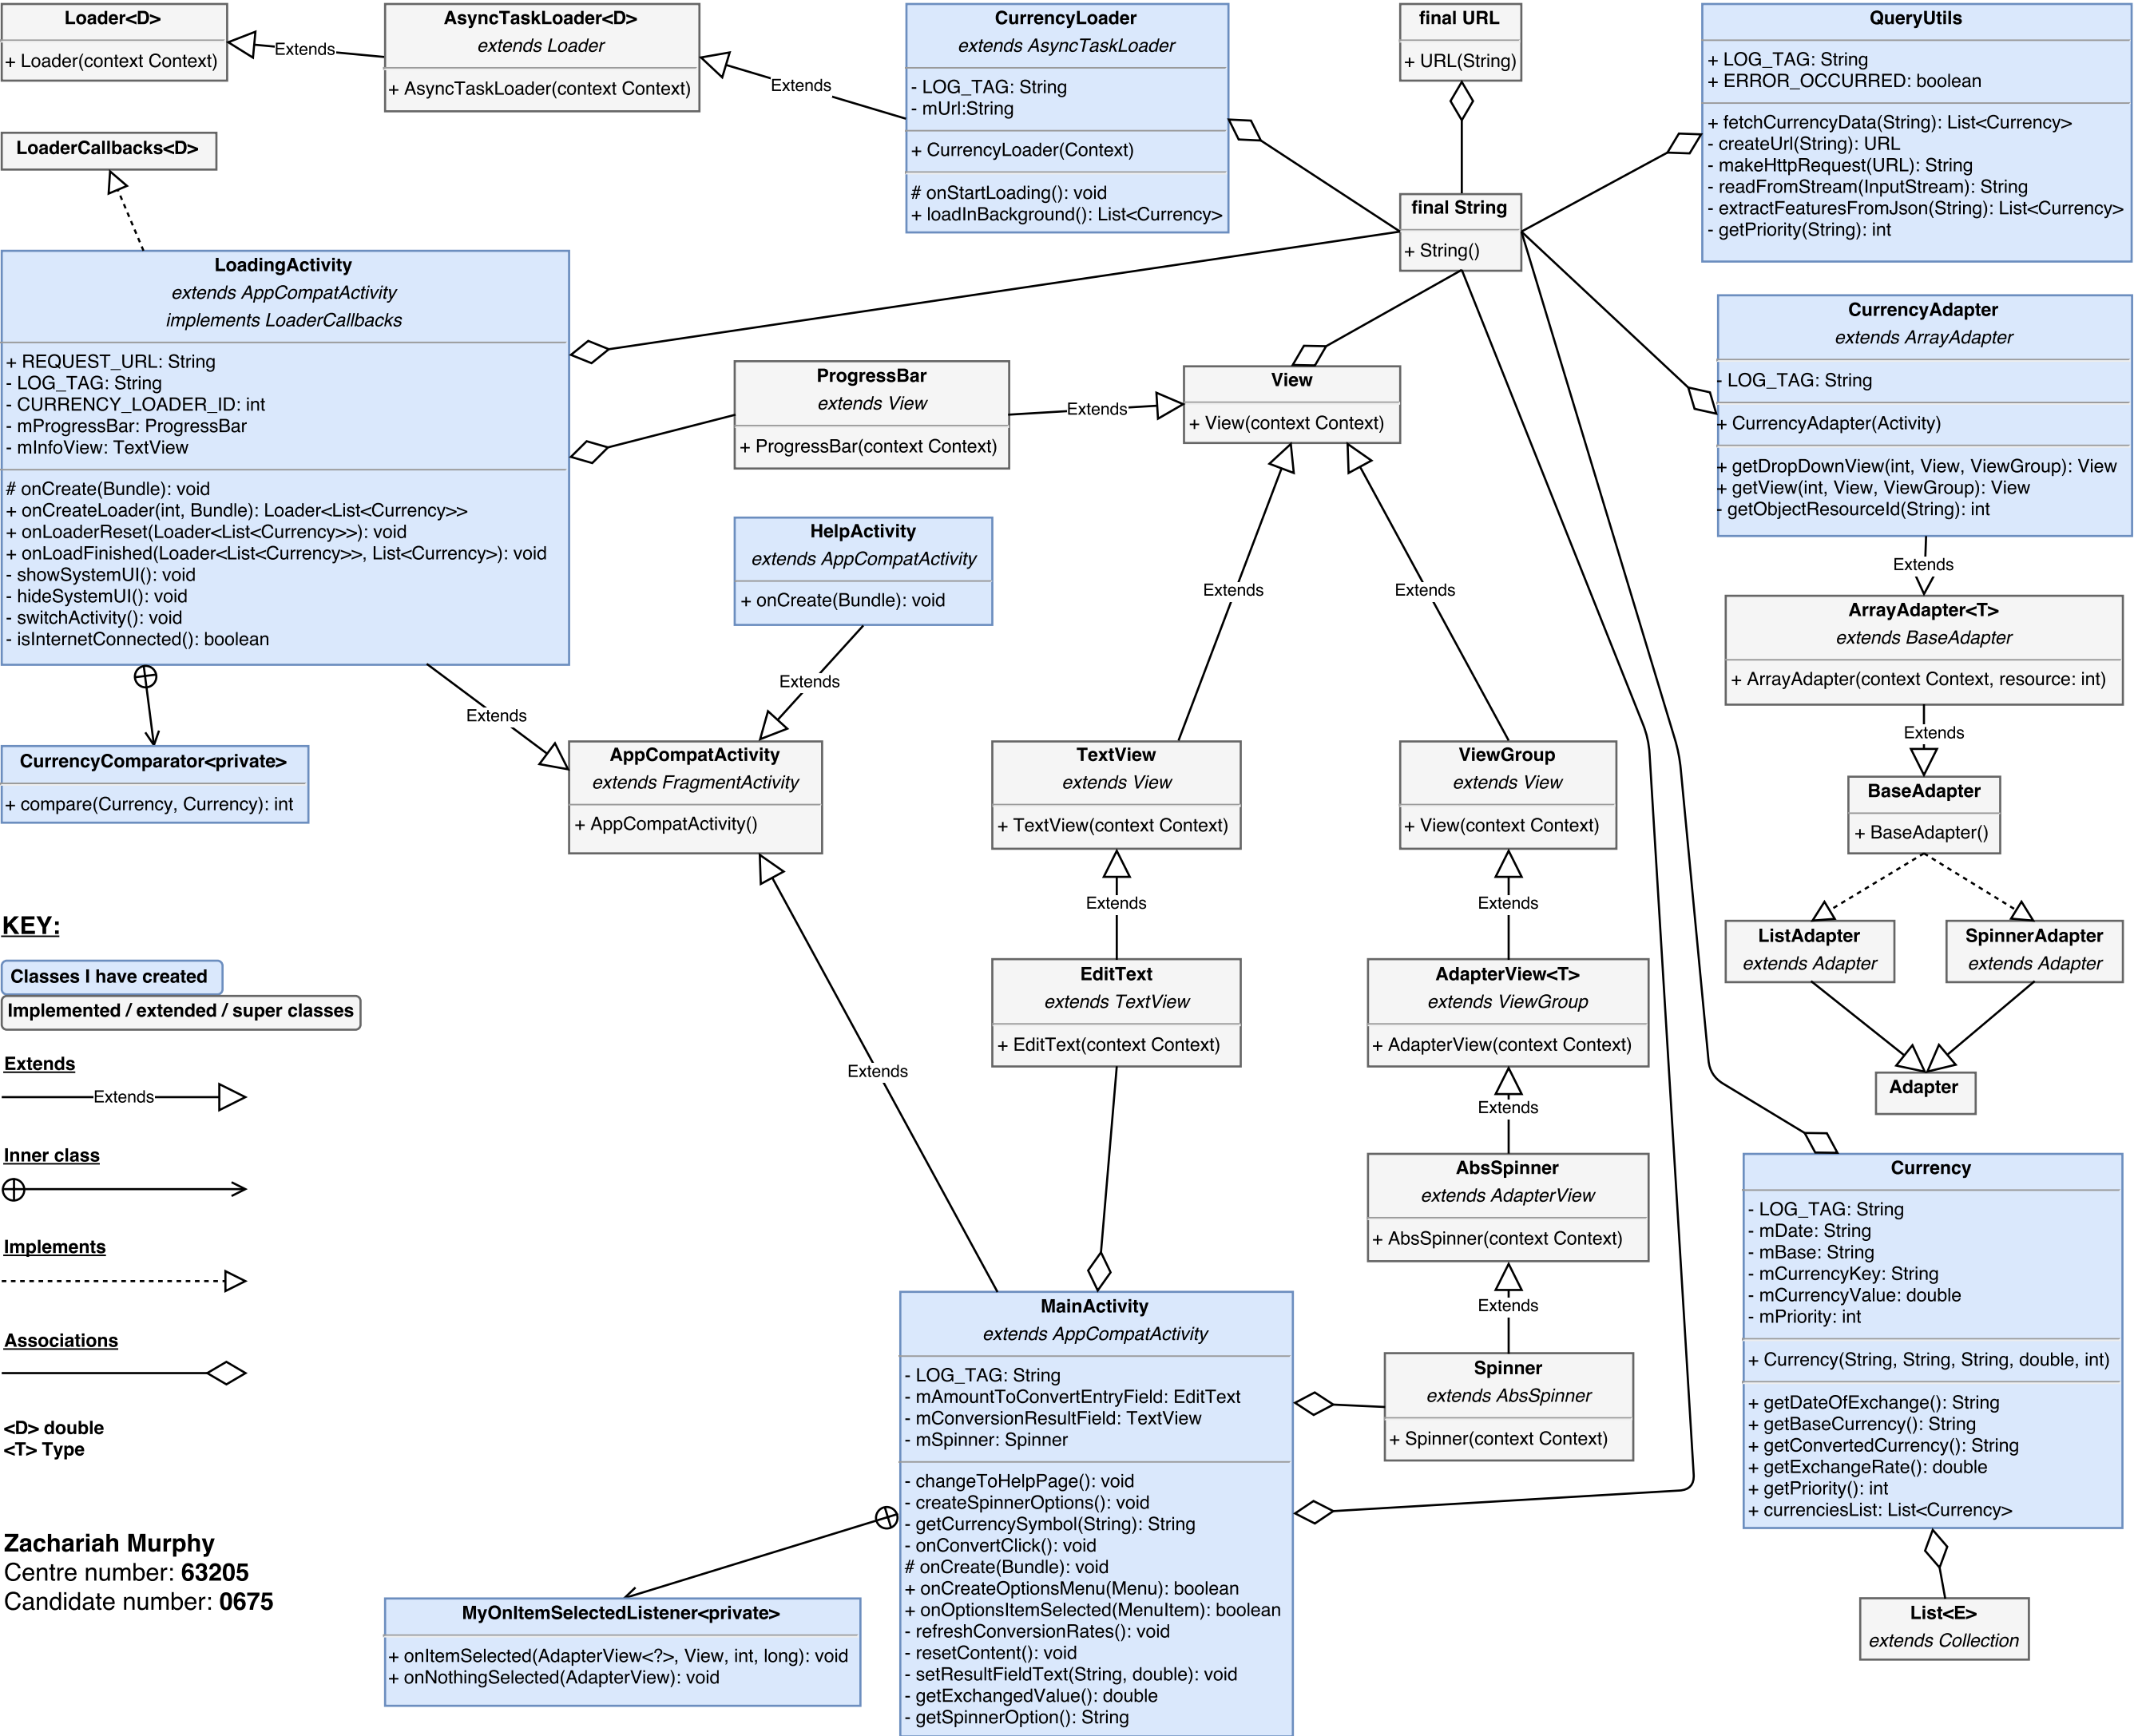 Loader<D>
+ Loader(context Context)
Extends
AsyncTaskLoader<D>
extends Loader
+ AsyncTaskLoader(context Context)
Extends
CurrencyLoader
extends AsyncTaskLoader
- LOG_TAG: String
- mUrl:String
+ CurrencyLoader(Context)
# onStartLoading(): void
+ loadInBackground(): List<Currency>
final URL
+ URL(String)
QueryUtils
+ LOG_TAG: String
+ ERROR_OCCURRED: boolean
+ fetchCurrencyData(String): List<Currency>
- createUrl(String): URL
- makeHttpRequest(URL): String
- readFromStream(InputStream): String
- extractFeaturesFromJson(String): List<Currency>
- getPriority(String): int
LoaderCallbacks<D>
final String
+ String()
LoadingActivity
extends AppCompatActivity
implements LoaderCallbacks
+ REQUEST_URL: String
- LOG_TAG: String
- CURRENCY_LOADER_ID: int
- mProgressBar: ProgressBar
- mInfoView: TextView
# onCreate(Bundle): void
+ onCreateLoader(int, Bundle): Loader<List<Currency>>
+ onLoaderReset(Loader<List<Currency>>): void
+ onLoadFinished(Loader<List<Currency>>, List<Currency>): void
- showSystemUI(): void
- hideSystemUI(): void
- switchActivity(): void
- isInternetConnected(): boolean
ProgressBar
extends View
+ ProgressBar(context Context)
Extends
View
+ View(context Context)
CurrencyAdapter
extends ArrayAdapter
- LOG_TAG: String
+ CurrencyAdapter(Activity)
+ getDropDownView(int, View, ViewGroup): View
+ getView(int, View, ViewGroup): View
- getObjectResourceId(String): int
Extends
HelpActivity
extends AppCompatActivity
+ onCreate(Bundle): void
Extends
Extends
Extends
Extends
ArrayAdapter<T>
extends BaseAdapter
+ ArrayAdapter(context Context, resource: int)
Extends
CurrencyComparator<private>
+ compare(Currency, Currency): int
AppCompatActivity
extends FragmentActivity
+ AppCompatActivity()
TextView
extends View
+ TextView(context Context)
Extends
ViewGroup
extends View
+ View(context Context)
Extends
BaseAdapter
+ BaseAdapter()
ListAdapter
extends Adapter
SpinnerAdapter
extends Adapter
Adapter
KEY:
Classes I have created
Implemented / extended / super classes
Extends
Extends
Inner class
Implements
Associations
<D> double
<T> Type
Extends
EditText
extends TextView
+ EditText(context Context)
AdapterView<T>
extends ViewGroup
+ AdapterView(context Context)
Extends
AbsSpinner
extends AdapterView
+ AbsSpinner(context Context)
Extends
Spinner
extends AbsSpinner
+ Spinner(context Context)
Currency
- LOG_TAG: String
- mDate: String
- mBase: String
- mCurrencyKey: String
- mCurrencyValue: double
- mPriority: int
+ Currency(String, String, String, double, int)
+ getDateOfExchange(): String
+ getBaseCurrency(): String
+ getConvertedCurrency(): String
+ getExchangeRate(): double
+ getPriority(): int
+ currenciesList: List<Currency>
MainActivity
extends AppCompatActivity
- LOG_TAG: String
- mAmountToConvertEntryField: EditText
- mConversionResultField: TextView
- mSpinner: Spinner
- changeToHelpPage(): void
- createSpinnerOptions(): void
- getCurrencySymbol(String): String
- onConvertClick(): void
# onCreate(Bundle): void
+ onCreateOptionsMenu(Menu): boolean
+ onOptionsItemSelected(MenuItem): boolean
- refreshConversionRates(): void
- resetContent(): void
- setResultFieldText(String, double): void
- getExchangedValue(): double
- getSpinnerOption(): String
Zachariah Murphy
Centre number: 63205
Candidate number: 0675
MyOnItemSelectedListener<private>
+ onItemSelected(AdapterView<?>, View, int, long): void
+ onNothingSelected(AdapterView): void
List<E>
extends Collection